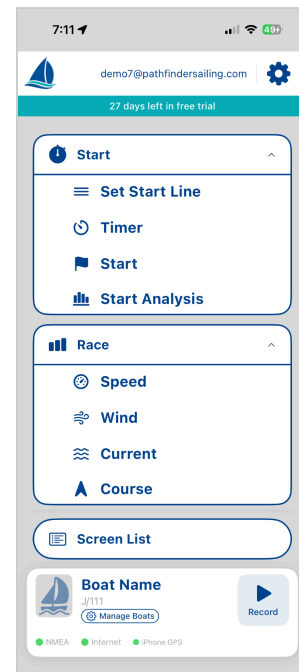 7:11
49
demo7@pathfindersailing.com
27 days left in free trial
Start
Set Start Line
Timer
Start
Start Analysis
Race
Speed
Wind
Current
Course
Screen List
Boat Name
J/111
Manage Boats
Record
NMEA Internet iPhone GPS